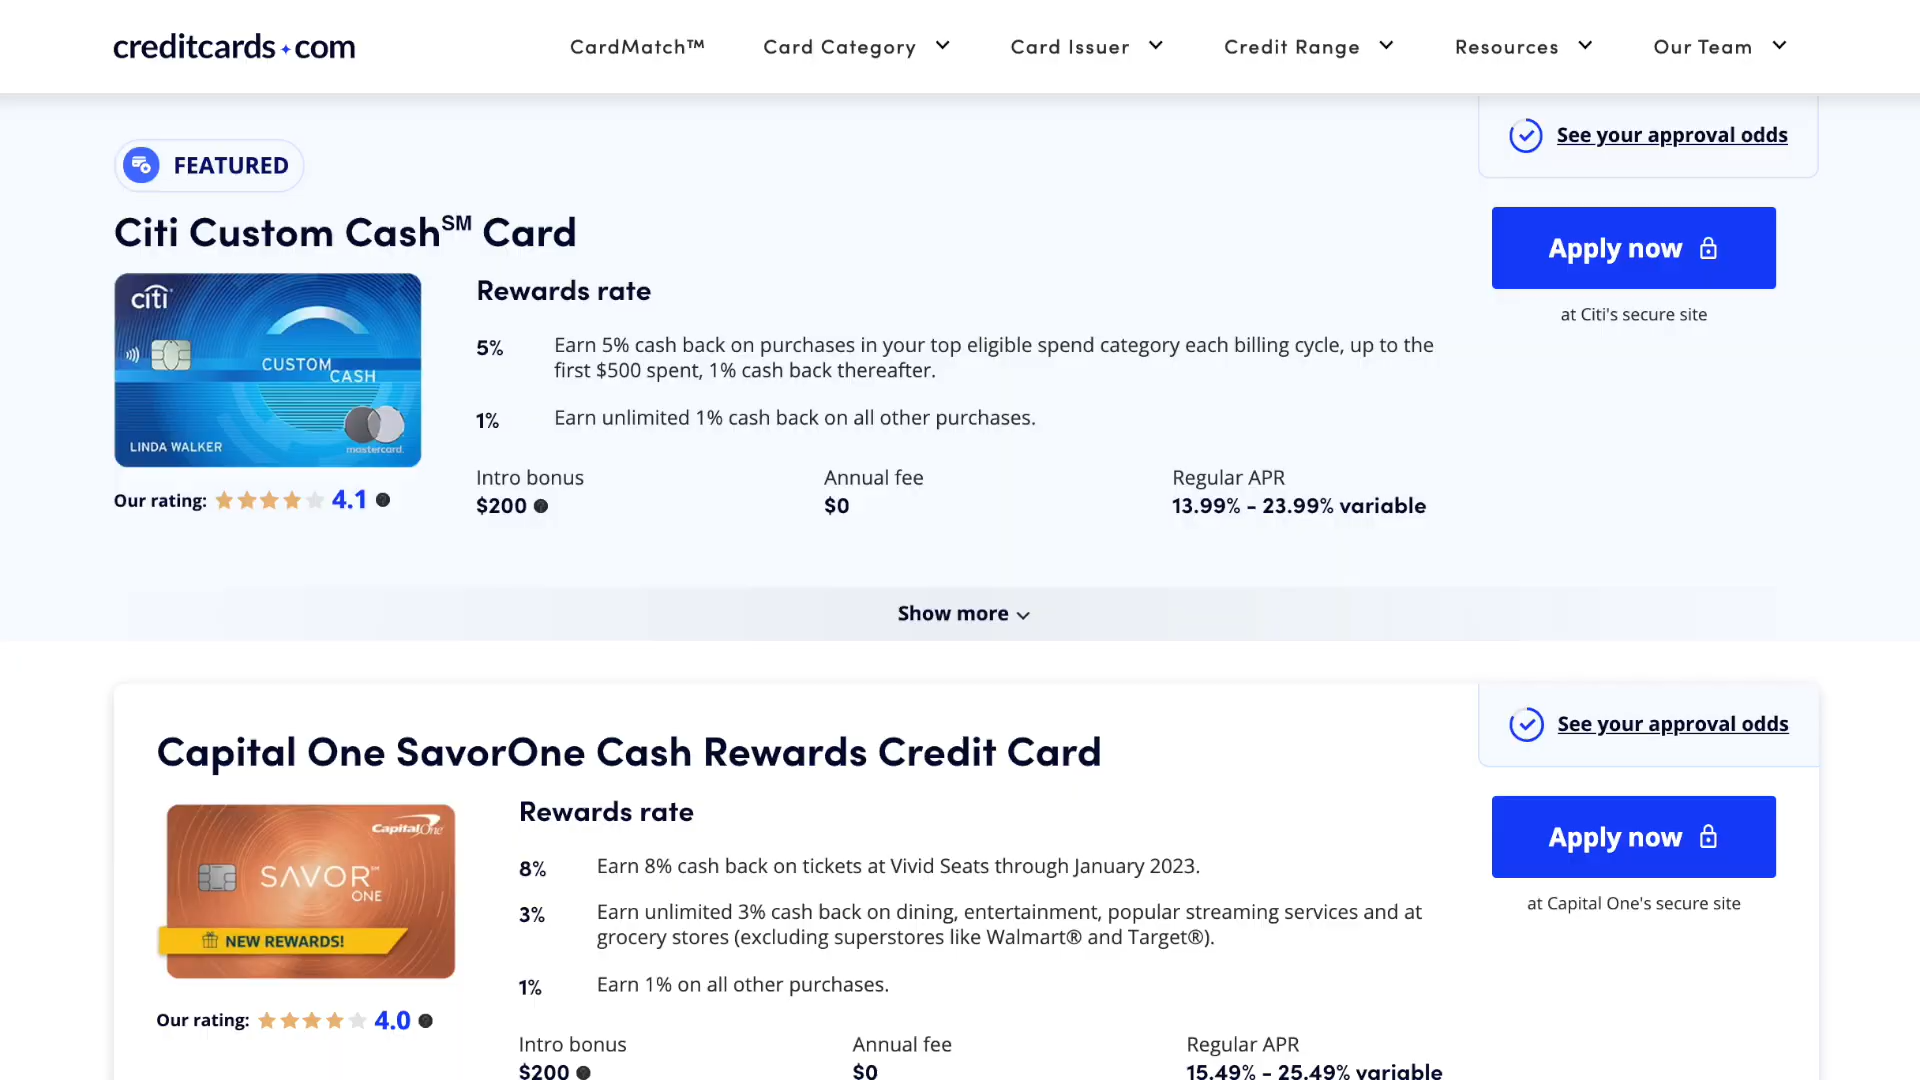 creditcards.com
CardMatch™
Card Category
Card Issuer
Credit Range
Resources
Our Team
See your approval odds
FEATURED
Citi Custom Cash℠ Card
Apply now
at Citi's secure site
citi
CUSTOM
CASH
LINDA WALKER
mastercard.
Our rating: 4.1
Rewards rate
5% Earn 5% cash back on purchases in your top eligible spend category each billing cycle, up to the
first $500 spent, 1% cash back thereafter.
1% Earn unlimited 1% cash back on all other purchases.
Intro bonus
$200
Annual fee
$0
Regular APR
13.99% - 23.99% variable
Show more
See your approval odds
Capital One SavorOne Cash Rewards Credit Card
Apply now
at Capital One's secure site
Capital One
SAVOR™
ONE
NEW REWARDS!
Our rating: 4.0
Rewards rate
8% Earn 8% cash back on tickets at Vivid Seats through January 2023.
3% Earn unlimited 3% cash back on dining, entertainment, popular streaming services and at
grocery stores (excluding superstores like Walmart® and Target®).
1% Earn 1% on all other purchases.
Intro bonus
$200
Annual fee
$0
Regular APR
15.49% - 25.49% variable